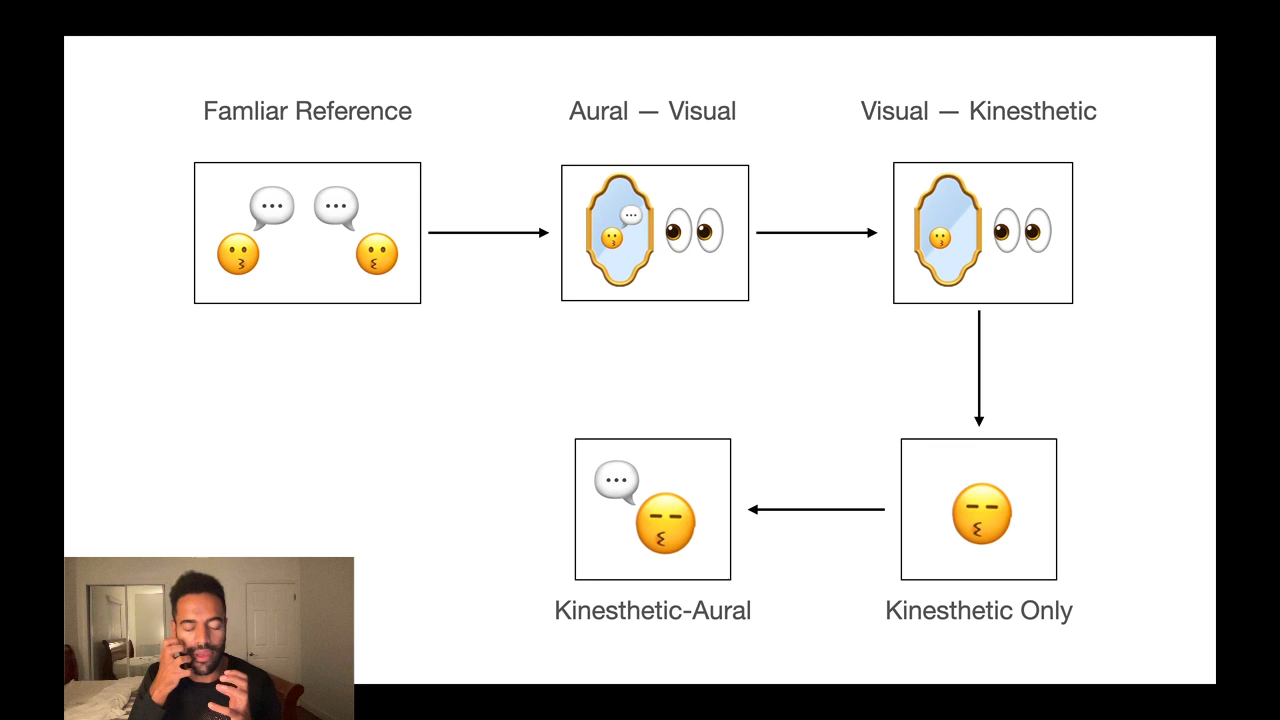 Famliar Reference
Aural — Visual
Visual — Kinesthetic
Kinesthetic-Aural
Kinesthetic Only